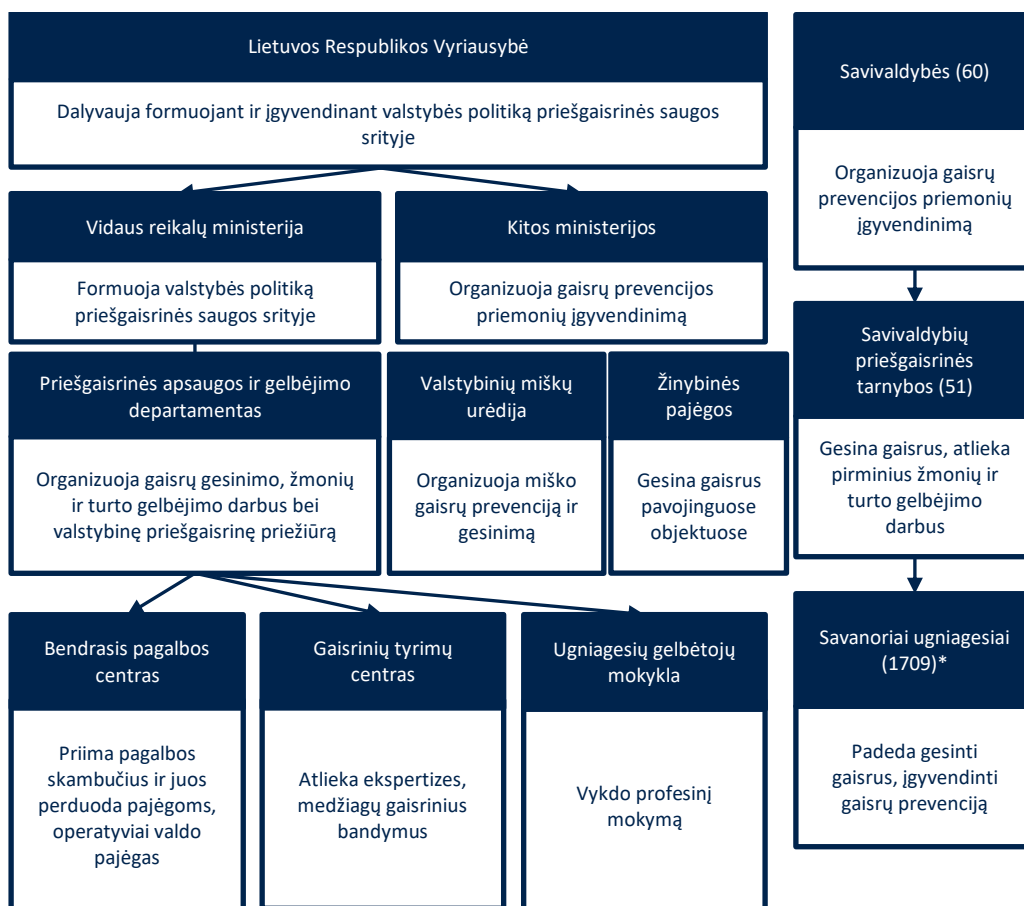 Lietuvos Respublikos Vyriausybė
Dalyvauja formuojant ir įgyvendinant valstybės politiką priešgaisrinės saugos
srityje
Savivaldybės (60)
Organizuoja gaisrų
prevencijos priemonių
įgyvendinimą
Vidaus reikalų ministerija
Formuoja valstybės politiką
priešgaisrinės saugos srityje
Kitos ministerijos
Organizuoja gaisrų prevencijos
priemonių įgyvendinimą
Savivaldybių
priešgaisrinės
tarnybos (51)
Gesina gaisrus, atlieka
pirminius žmonių ir
turto gelbėjimo
darbus
Priešgaisrinės apsaugos ir gelbėjimo
departamentas
Organizuoja gaisrų gesinimo, žmonių
ir turto gelbėjimo darbus bei
valstybinę priešgaisrinę priežiūrą
Valstybinių miškų
urėdija
Organizuoja miško
gaisrų prevenciją ir
gesinimą
Žinybinės
pajėgos
Gesina gaisrus
pavojinguose
objektuose
Bendrasis pagalbos
centras
Priima pagalbos
skambučius ir juos
perduoda pajėgoms,
operatyviai valdo
pajėgas
Gaisrinių tyrimų
centras
Atlieka ekspertizes,
medžiagų gaisrinius
bandymus
Ugniagesių gelbėtojų
mokykla
Vykdo profesinį
mokymą
Savanoriai ugniagesiai
(1709)*
Padeda gesinti
gaisrus, įgyvendinti
gaisrų prevenciją